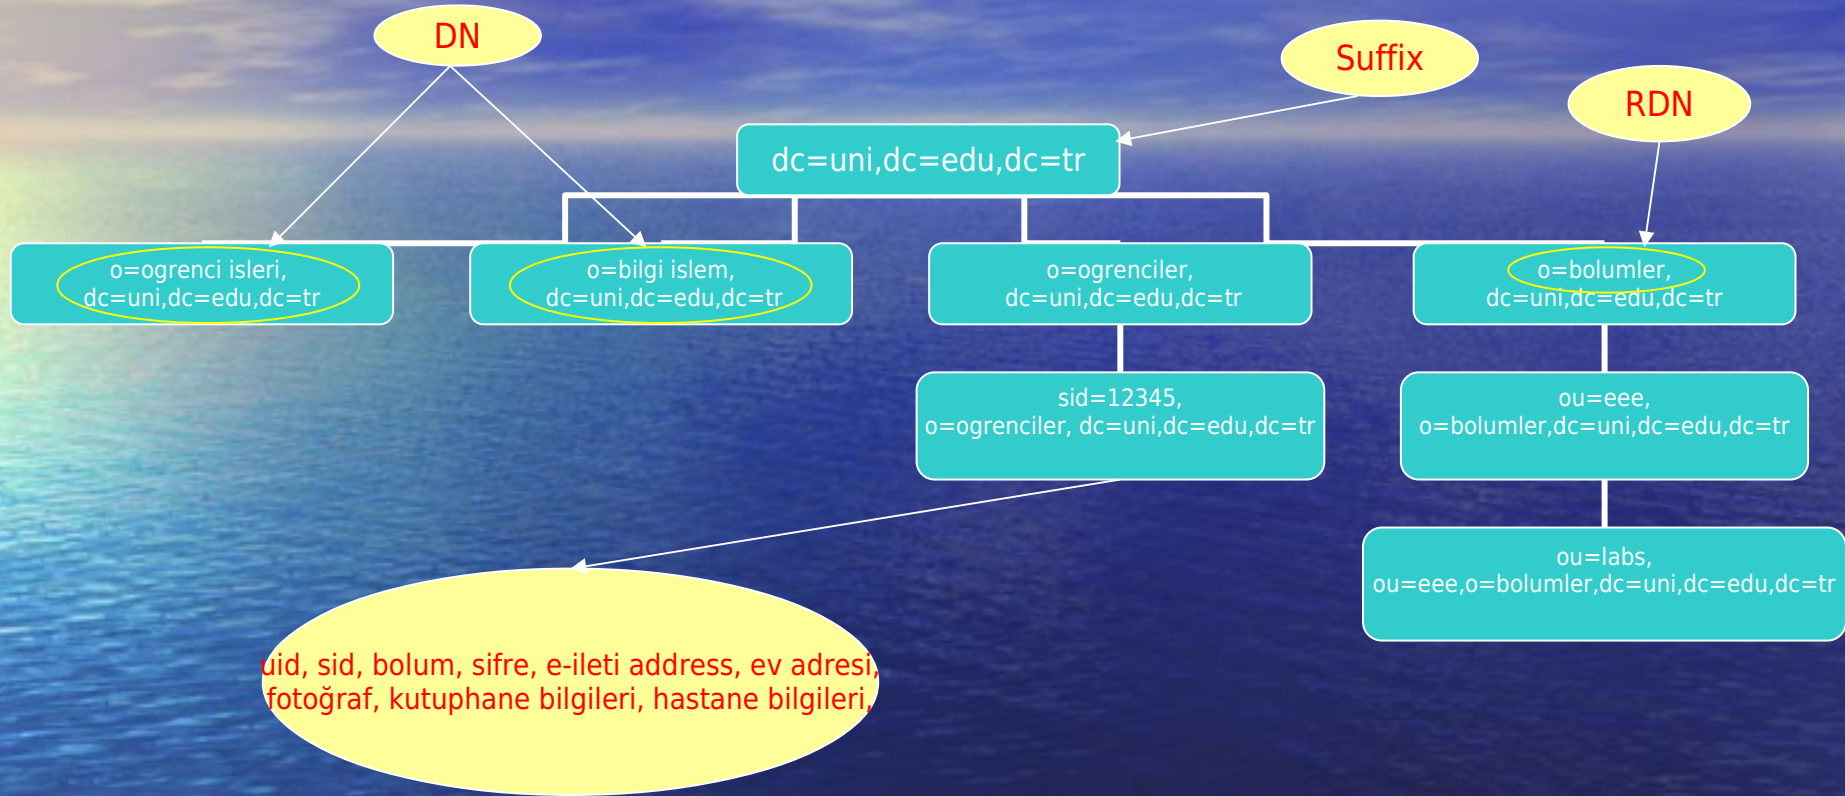 DN
Suffix
RDN
dc=uni,dc=edu,dc=tr
o=ogrenci isleri,
dc=uni,dc=edu,dc=tr
o=bilgi islem,
dc=uni,dc=edu,dc=tr
o=ogrenciler,
dc=uni,dc=edu,dc=tr
o=bolumler,
dc=uni,dc=edu,dc=tr
sid=12345,
o=ogrenciler, dc=uni,dc=edu,dc=tr
ou=eee,
o=bolumler,dc=uni,dc=edu,dc=tr
ou=labs,
ou=eee,o=bolumler,dc=uni,dc=edu,dc=tr
uid, sid, bolum, sifre, e-ileti address, ev adresi,
fotoğraf, kutuphane bilgileri, hastane bilgileri,